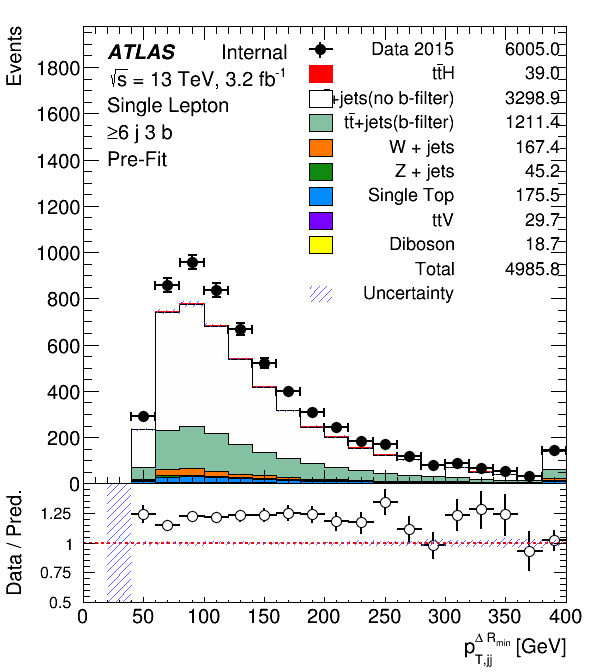 Events
ATLAS Internal
√s = 13 TeV, 3.2 fb⁻¹
Single Lepton
≥6 j 3 b
Pre-Fit
Data 2015 6005.0
tt̄H 39.0
+jets(no b-filter) 3298.9
tt̄+jets(b-filter) 1211.4
W + jets 167.4
Z + jets 45.2
Single Top 175.5
ttV 29.7
Diboson 18.7
Total 4985.8
Uncertainty
1800
1600
1400
1200
1000
800
600
400
200
0
Data / Pred.
1.25
1
0.75
0.5
0 50 100 150 200 250 300 350 400
p_{T,jj}^{Δ R_{min}} [GeV]